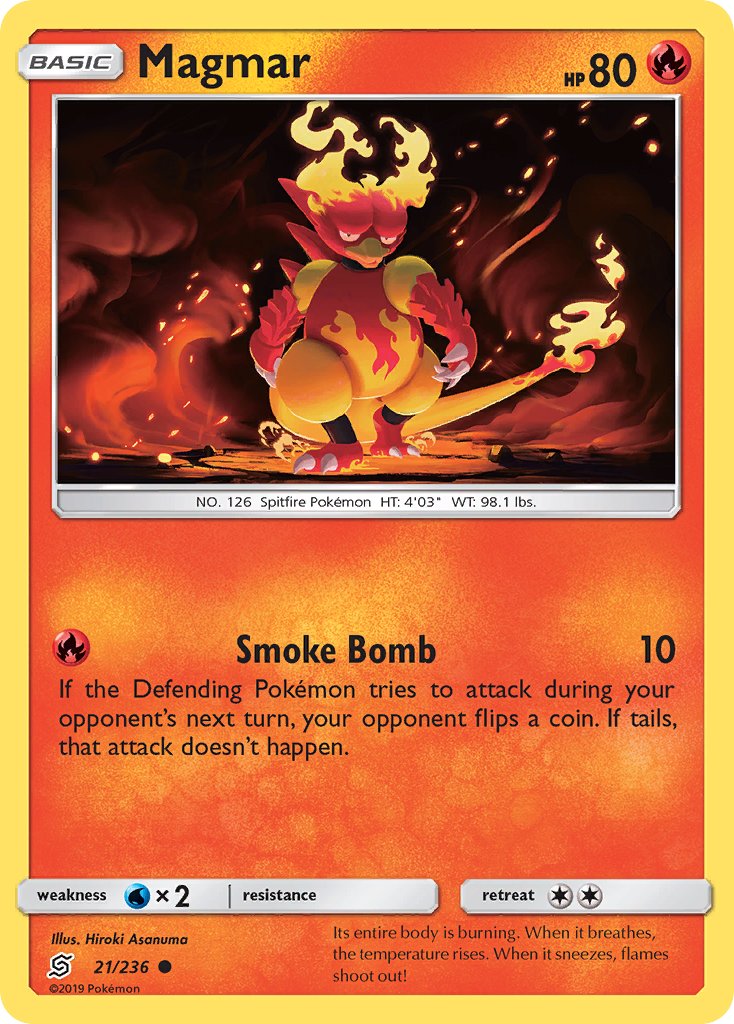 BASIC Magmar HP 80
NO. 126 Spitfire Pokémon HT: 4'03" WT: 98.1 lbs.
Smoke Bomb 10
If the Defending Pokémon tries to attack during your
opponent's next turn, your opponent flips a coin. If tails,
that attack doesn't happen.
weakness × 2 resistance retreat
Illus. Hiroki Asanuma
21/236
©2019 Pokémon
Its entire body is burning. When it breathes,
the temperature rises. When it sneezes, flames
shoot out!